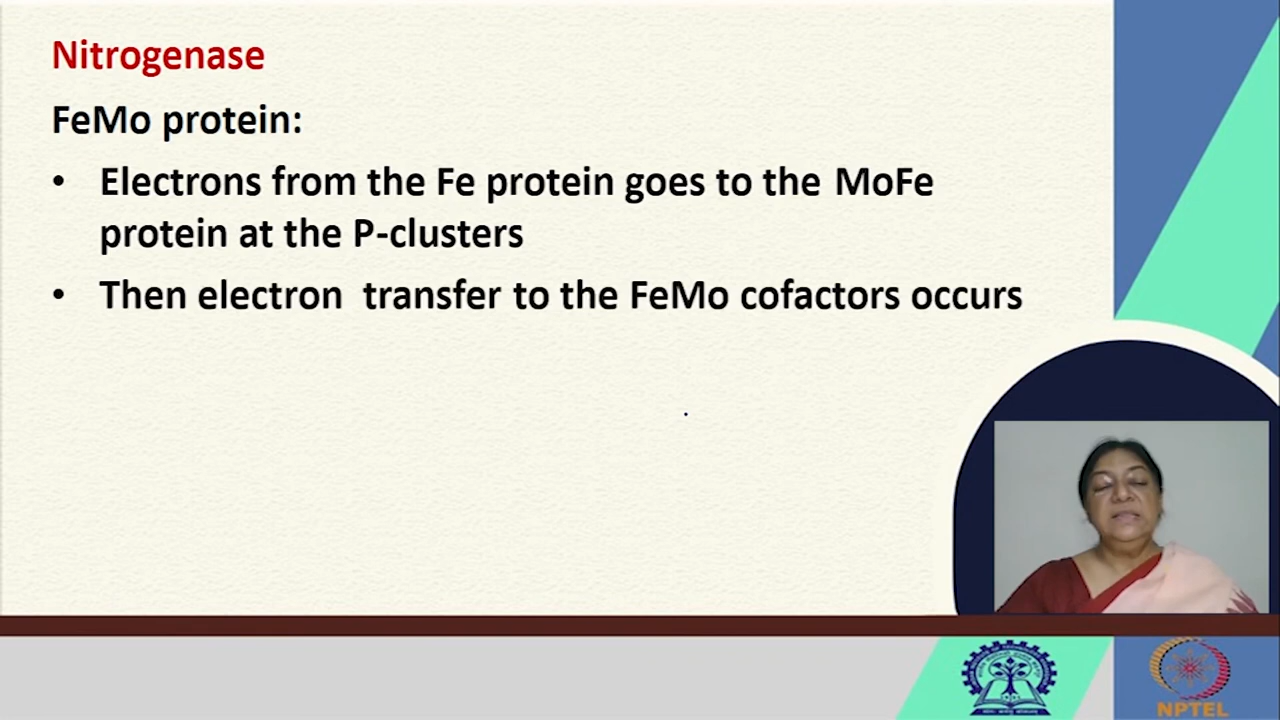 Nitrogenase
FeMo protein:
• Electrons from the Fe protein goes to the MoFe
protein at the P-clusters
• Then electron transfer to the FeMo cofactors occurs
NPTEL